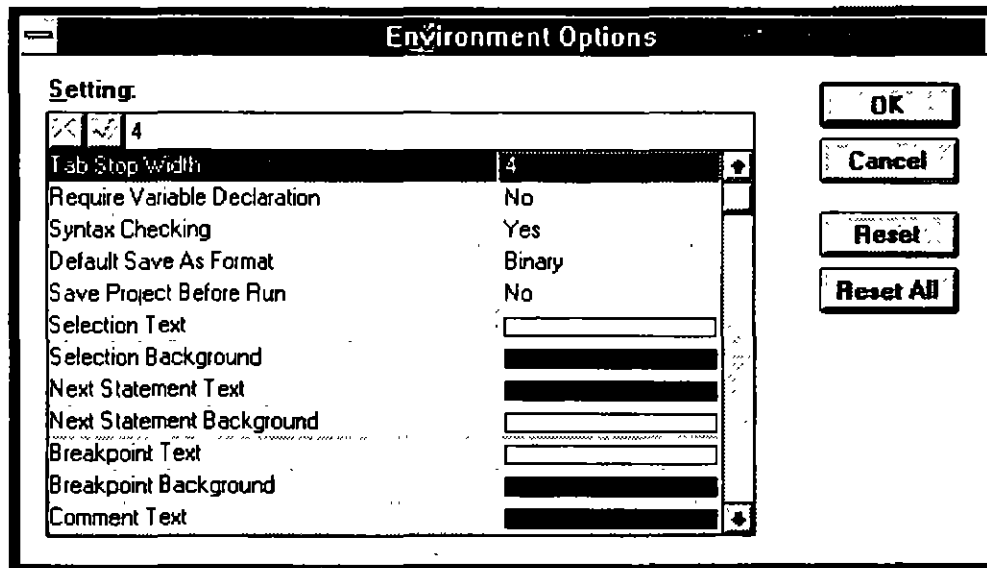 Environment Options
Setting:
4
Tab Stop Width 4
Require Variable Declaration No
Syntax Checking Yes
Default Save As Format Binary
Save Project Before Run No
Selection Text
Selection Background
Next Statement Text
Next Statement Background
Breakpoint Text
Breakpoint Background
Comment Text
OK
Cancel
Reset
Reset All